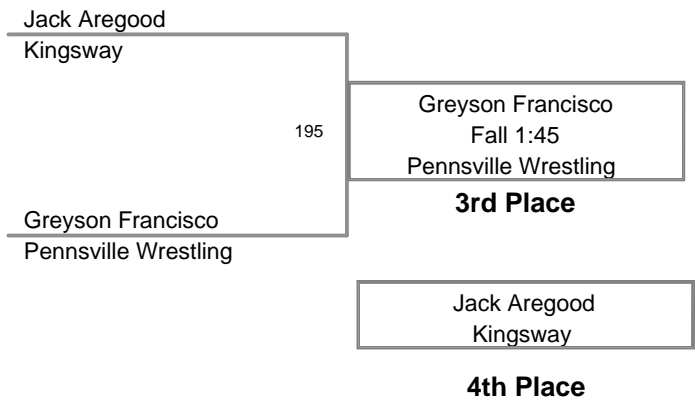 Jack Aregood
Kingsway
195
Greyson Francisco
Fall 1:45
Pennsville Wrestling
3rd Place
Greyson Francisco
Pennsville Wrestling
Jack Aregood
Kingsway
4th Place